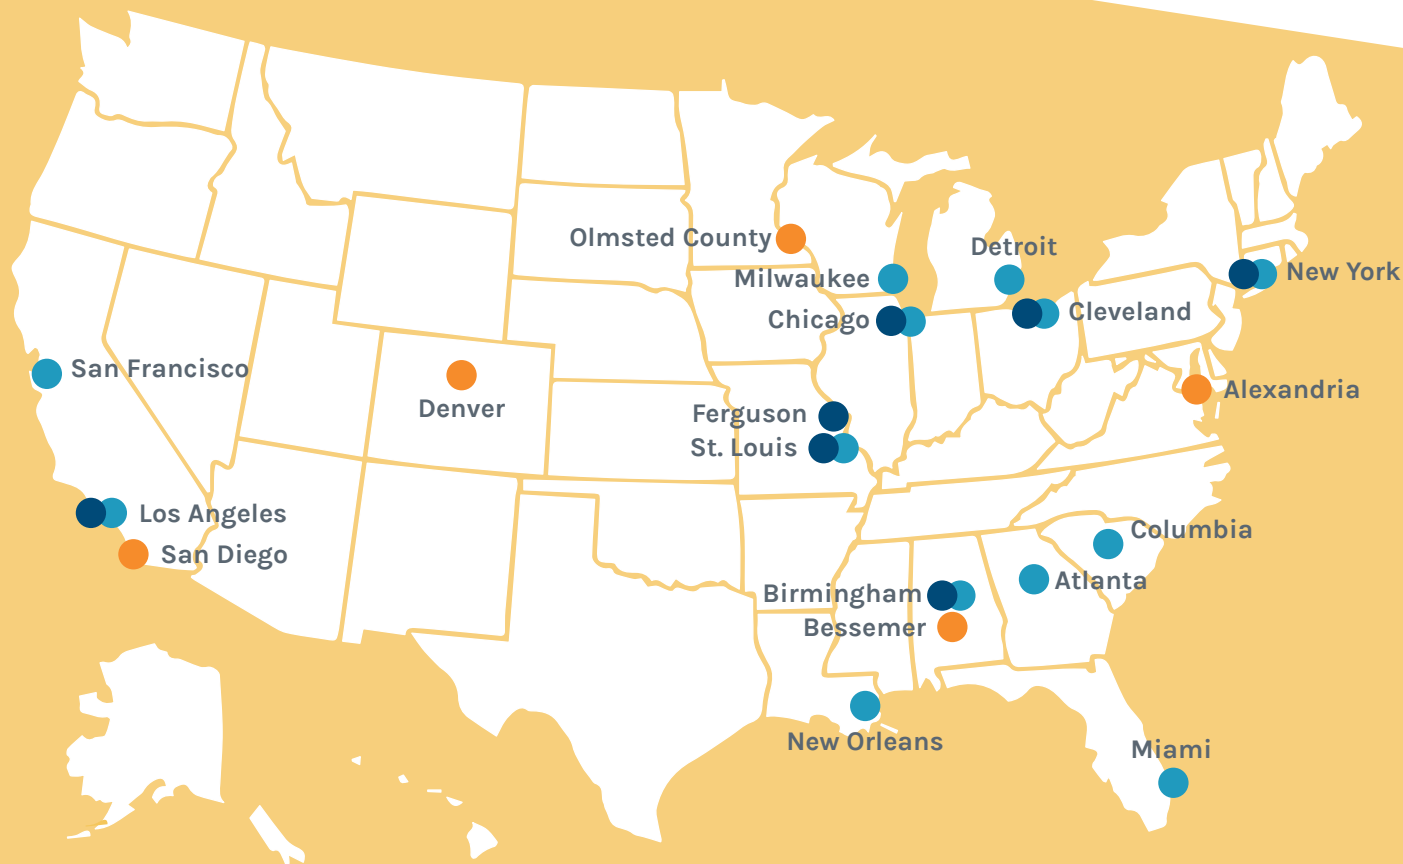 Olmsted County
Detroit
New York
Milwaukee
Chicago
Cleveland
San Francisco
Denver
Alexandria
Ferguson
St. Louis
Los Angeles
San Diego
Columbia
Atlanta
Birmingham
Bessemer
New Orleans
Miami